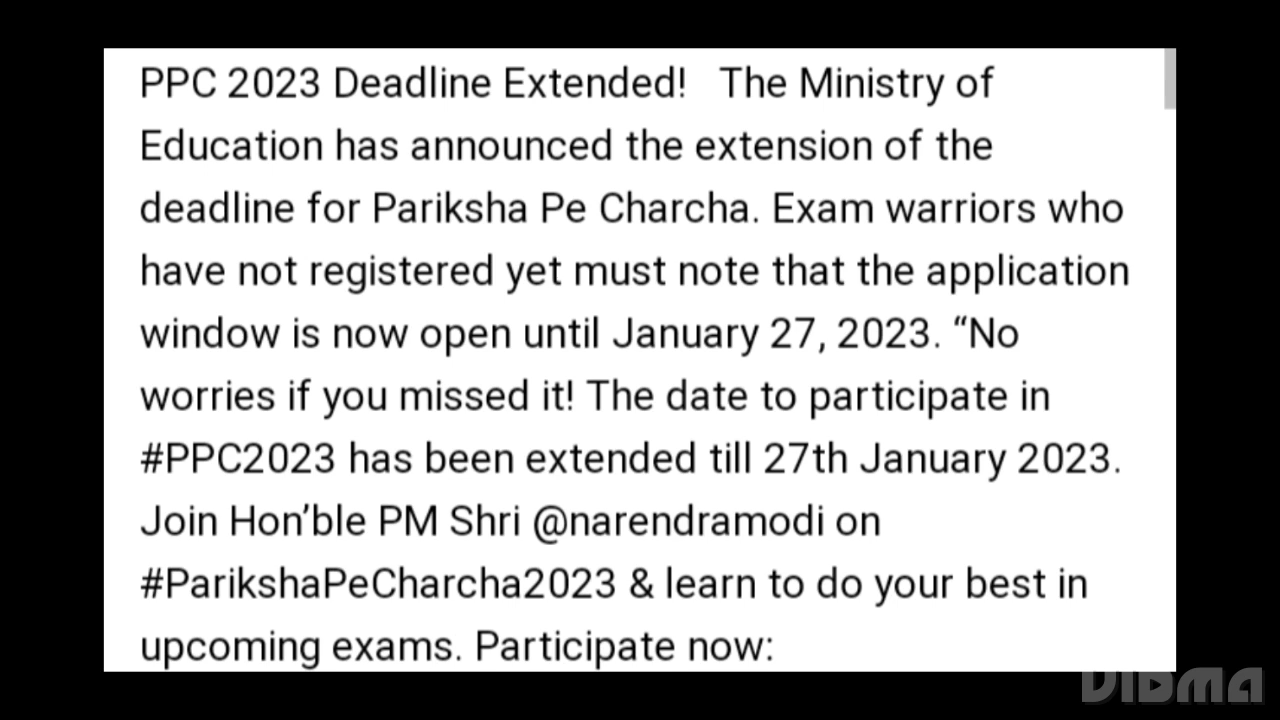 PPC 2023 Deadline Extended!   The Ministry of
Education has announced the extension of the
deadline for Pariksha Pe Charcha. Exam warriors who
have not registered yet must note that the application
window is now open until January 27, 2023. “No
worries if you missed it! The date to participate in
#PPC2023 has been extended till 27th January 2023.
Join Hon’ble PM Shri @narendramodi on
#ParikshaPeCharcha2023 & learn to do your best in
upcoming exams. Participate now: